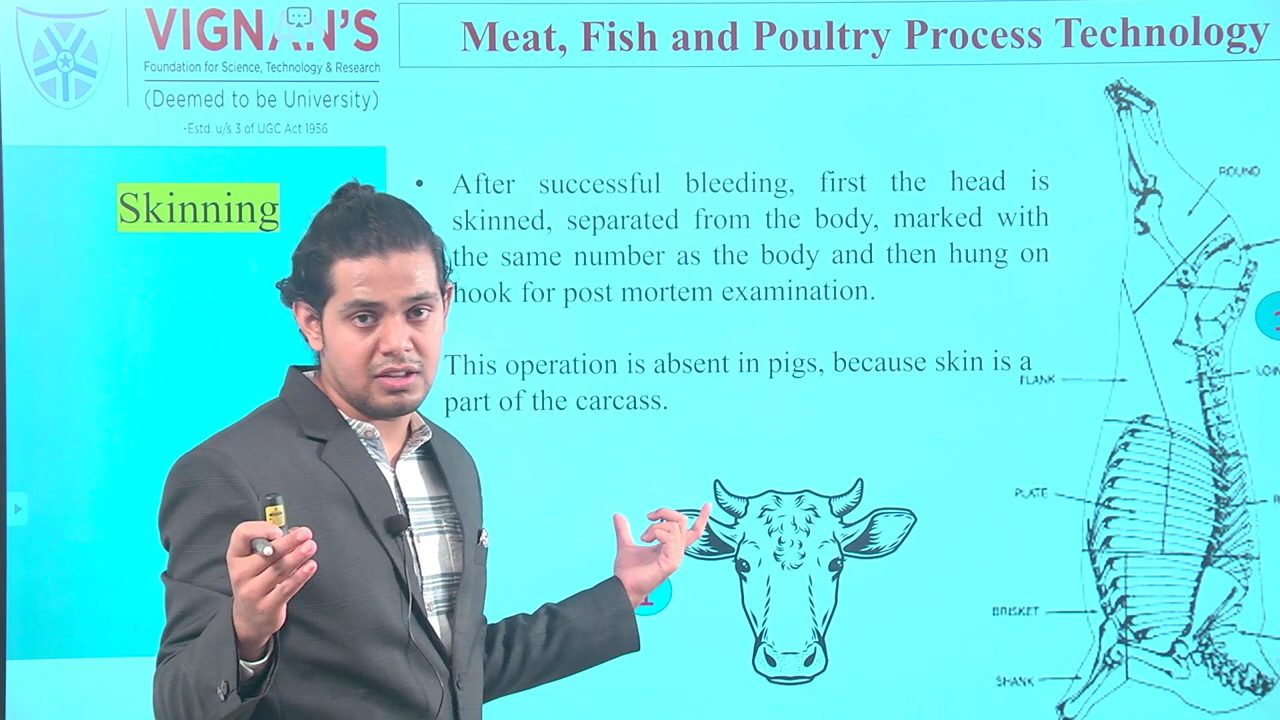 VIGNAN'S
Foundation for Science, Technology & Research
(Deemed to be University)
-Estd. u/s 3 of UGC Act 1956
Meat, Fish and Poultry Process Technology
Skinning
• After successful bleeding, first the head is
skinned, separated from the body, marked with
the same number as the body and then hung on
hook for post mortem examination.
This operation is absent in pigs, because skin is a
part of the carcass.
ROUND
FLANK
PLATE
BRISKET
SHANK
1